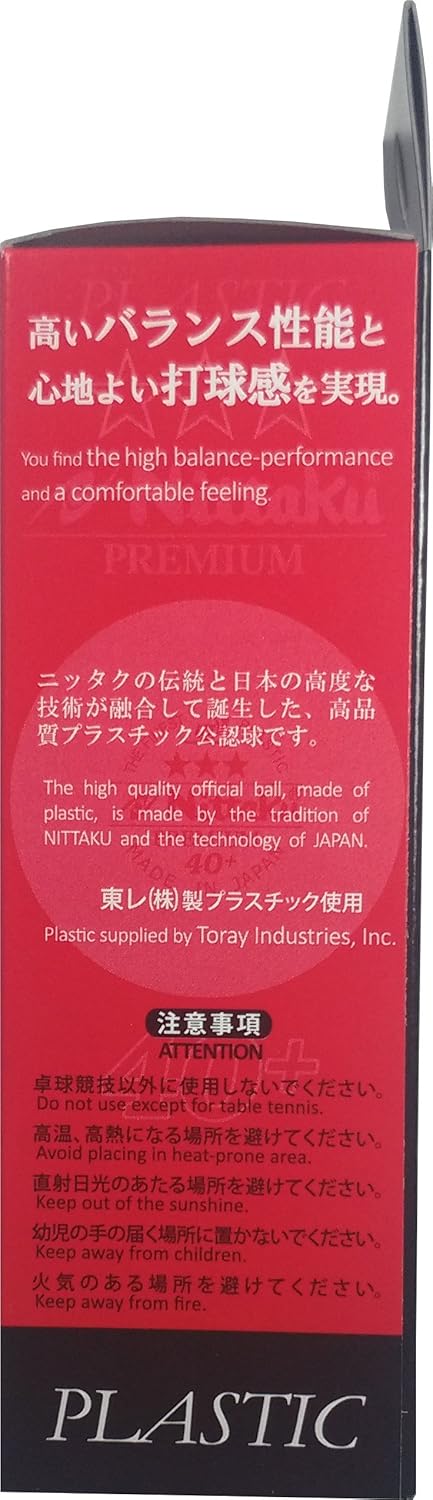 PLASTIC
高いバランス性能と
心地よい打球感を実現。
You find the high balance-performance
and a comfortable feeling.
Nittaku
PREMIUM
ニッタクの伝統と日本の高度な
技術が融合して誕生した、高品
質プラスチック公認球です。
The high quality official ball, made of
plastic, is made by the tradition of
NITTAKU and the technology of JAPAN.
Nittaku
PREMIUM
40+
MADE IN JAPAN
東レ(株)製プラスチック使用
Plastic supplied by Toray Industries, Inc.
注意事項
ATTENTION
40+
卓球競技以外に使用しないでください。
Do not use except for table tennis.
高温、高熱になる場所を避けてください。
Avoid placing in heat-prone area.
直射日光のあたる場所を避けてください。
Keep out of the sunshine.
幼児の手の届く場所に置かないでください。
Keep away from children.
火気のある場所を避けてください。
Keep away from fire.
PLASTIC